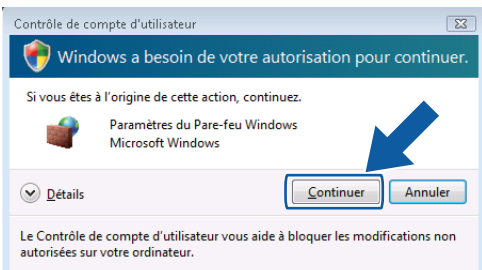 Contrôle de compte d'utilisateur
Windows a besoin de votre autorisation pour continuer.
Si vous êtes à l'origine de cette action, continuez.
Paramètres du Pare-feu Windows
Microsoft Windows
Détails
Continuer
Annuler
Le Contrôle de compte d'utilisateur vous aide à bloquer les modifications non
autorisées sur votre ordinateur.